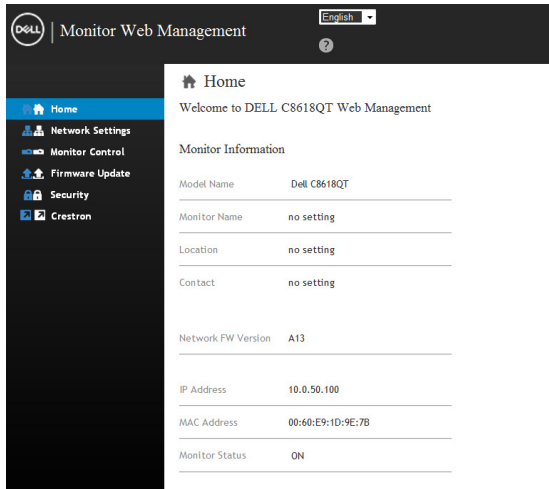 DELL | Monitor Web Management
English
?
Home
Network Settings
Monitor Control
Firmware Update
Security
Crestron
Home
Welcome to DELL C8618QT Web Management
Monitor Information
Model Name Dell C8618QT
Monitor Name no setting
Location no setting
Contact no setting
Network FW Version A13
IP Address 10.0.50.100
MAC Address 00:60:E9:1D:9E:7B
Monitor Status ON